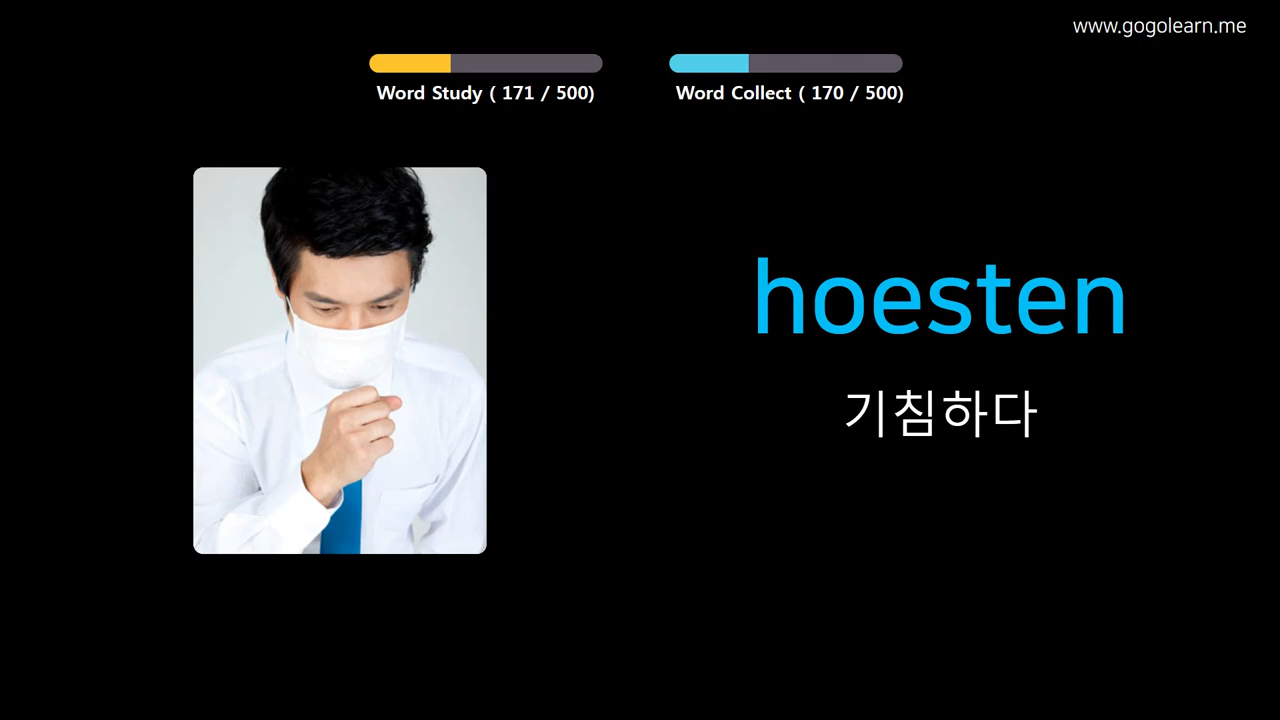 www.gogolearn.me
Word Study ( 171 / 500)
Word Collect ( 170 / 500)
hoesten
기침하다